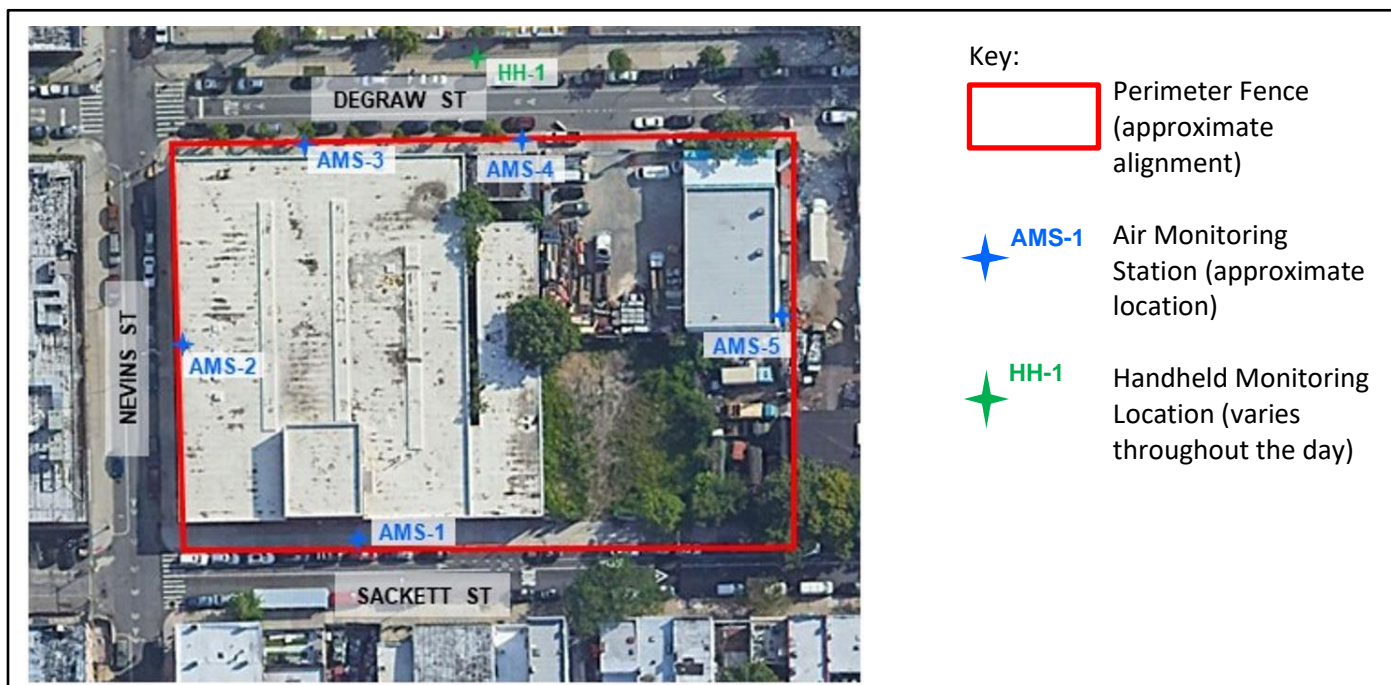 HH-1
DEGRAW ST
AMS-3
AMS-4
NEVINS ST
AMS-2
AMS-5
AMS-1
SACKETT ST
Key:
Perimeter Fence
(approximate
alignment)
AMS-1
Air Monitoring
Station (approximate
location)
HH-1
Handheld Monitoring
Location (varies
throughout the day)